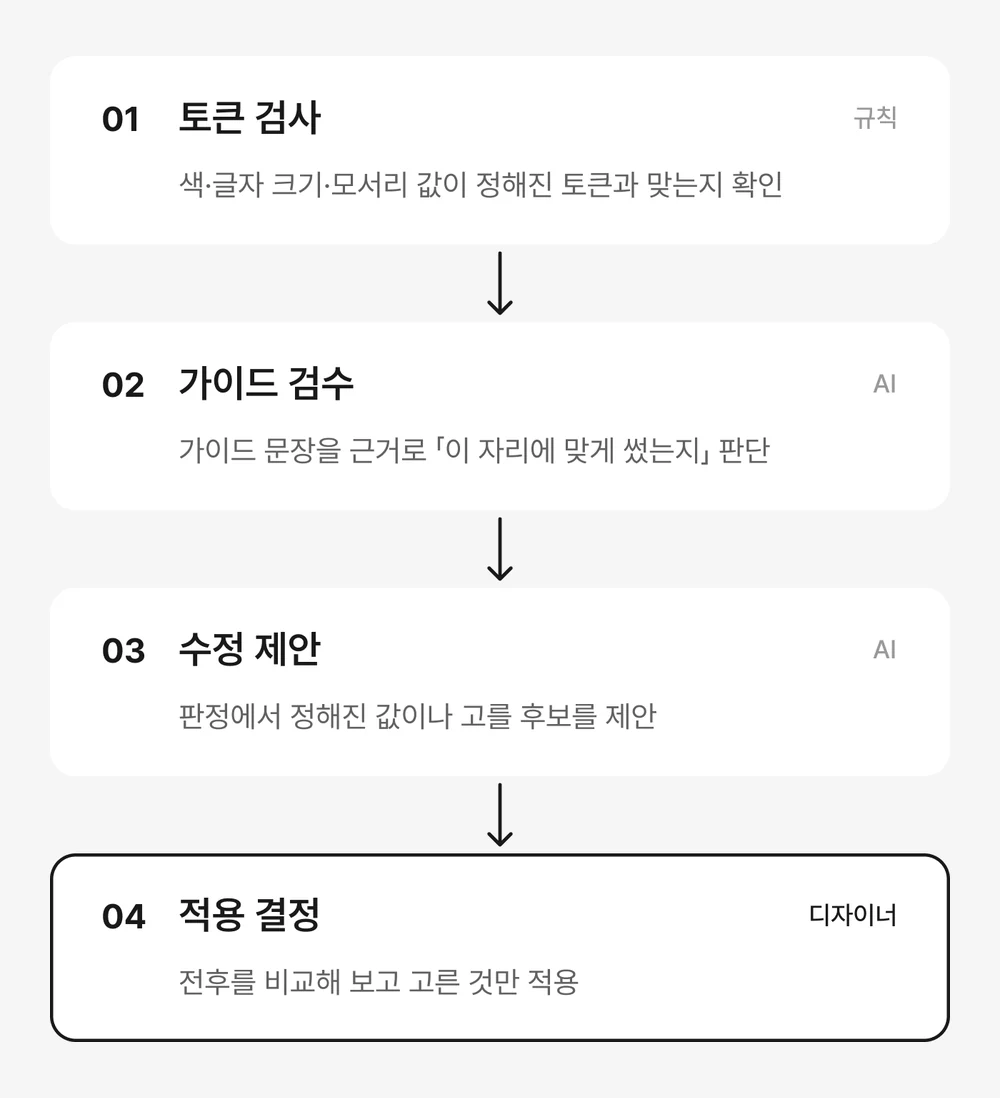 01 토큰 검사 규칙
색·글자 크기·모서리 값이 정해진 토큰과 맞는지 확인
02 가이드 검수 AI
가이드 문장을 근거로 「이 자리에 맞게 썼는지」 판단
03 수정 제안 AI
판정에서 정해진 값이나 고를 후보를 제안
04 적용 결정 디자이너
전후를 비교해 보고 고른 것만 적용